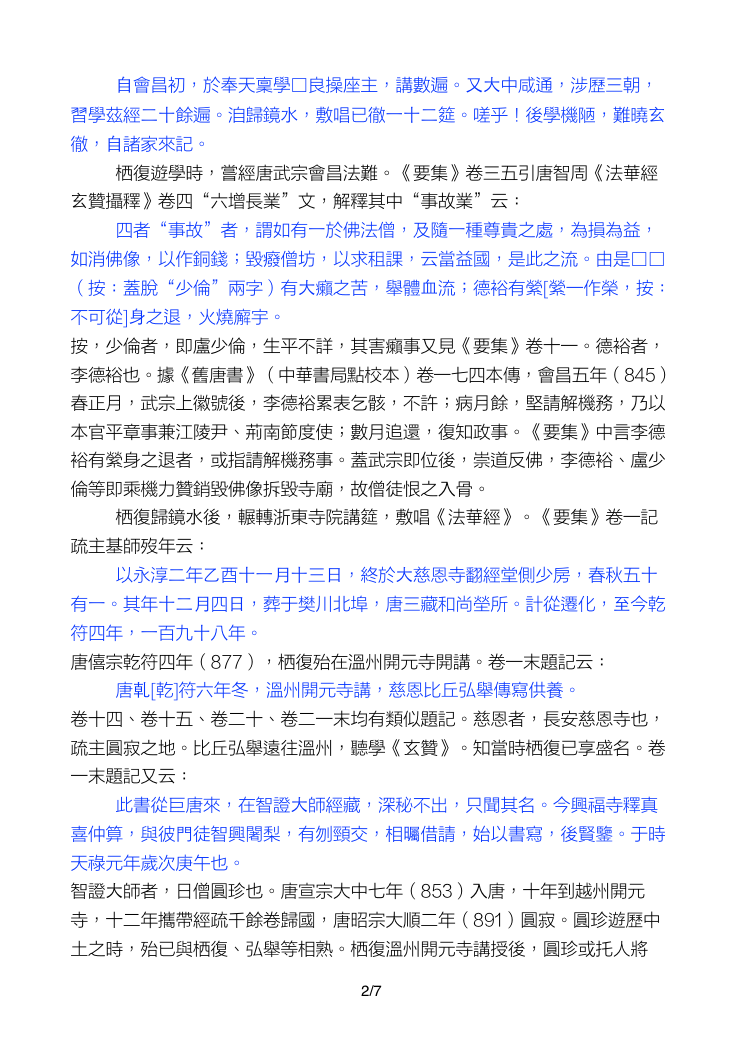 自會昌初，於奉天稟學□良操座主，講數遍。又大中咸通，涉歷三朝，
習學茲經二十餘遍。洎歸鏡水，敷唱已徹一十二筵。嗟乎！後學機陋，難曉玄
徹，自諸家來記。
栖復遊學時，嘗經唐武宗會昌法難。《要集》卷三五引唐智周《法華經
玄贊攝釋》卷四“六增長業”文，解釋其中“事故業”云：
四者“事故”者，謂如有一於佛法僧，及隨一種尊貴之處，為損為益，
如消佛像，以作銅錢；毀癈僧坊，以求租課，云當益國，是此之流。由是□□
（按：蓋脫“少倫”兩字）有大癩之苦，舉體血流；德裕有縈[縈一作榮，按：
不可從]身之退，火燒廨宇。
按，少倫者，即盧少倫，生平不詳，其害癩事又見《要集》卷十一。德裕者，
李德裕也。據《舊唐書》（中華書局點校本）卷一七四本傳，會昌五年（845）
春正月，武宗上徽號後，李德裕累表乞骸，不許；病月餘，堅請解機務，乃以
本官平章事兼江陵尹、荊南節度使；數月追還，復知政事。《要集》中言李德
裕有縈身之退者，或指請解機務事。蓋武宗即位後，崇道反佛，李德裕、盧少
倫等即乘機力贊銷毀佛像拆毀寺廟，故僧徒恨之入骨。
栖復歸鏡水後，輾轉浙東寺院講筵，敷唱《法華經》。《要集》卷一記
疏主基師歿年云：
以永淳二年乙酉十一月十三日，終於大慈恩寺翻經堂側少房，春秋五十
有一。其年十二月四日，葬于樊川北埠，唐三藏和尚塋所。計從遷化，至今乾
符四年，一百九十八年。
唐僖宗乾符四年（877），栖復殆在溫州開元寺開講。卷一末題記云：
唐乹[乾]符六年冬，溫州開元寺講，慈恩比丘弘舉傳寫供養。
卷十四、卷十五、卷二十、卷二一末均有類似題記。慈恩者，長安慈恩寺也，
疏主圓寂之地。比丘弘舉遠往溫州，聽學《玄贊》。知當時栖復已享盛名。卷
一末題記又云：
此書從巨唐來，在智證大師經藏，深秘不出，只聞其名。今興福寺釋真
喜仲算，與彼門徒智興闍梨，有刎頸交，相曯借請，始以書寫，後賢鑒。于時
天祿元年歲次庚午也。
智證大師者，日僧圓珍也。唐宣宗大中七年（853）入唐，十年到越州開元
寺，十二年攜帶經疏千餘卷歸國，唐昭宗大順二年（891）圓寂。圓珍遊歷中
土之時，殆已與栖復、弘舉等相熟。栖復溫州開元寺講授後，圓珍或托人將
2/7